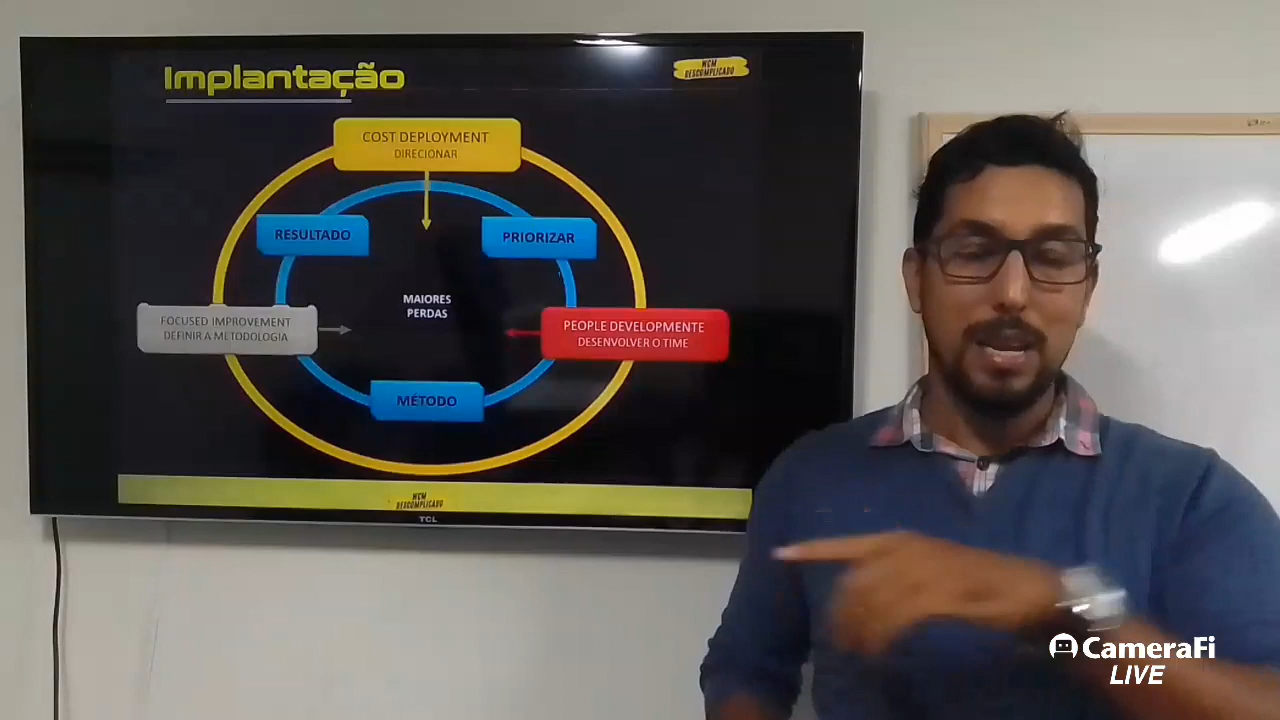 Implantação
WCM
DESCOMPLICADO
COST DEPLOYMENT
DIRECIONAR
RESULTADO
PRIORIZAR
MAIORES
PERDAS
FOCUSED IMPROVEMENT
DEFINIR A METODOLOGIA
PEOPLE DEVELOPMENTE
DESENVOLVER O TIME
MÉTODO
WCM
DESCOMPLICADO
TCL
CameraFi
LIVE